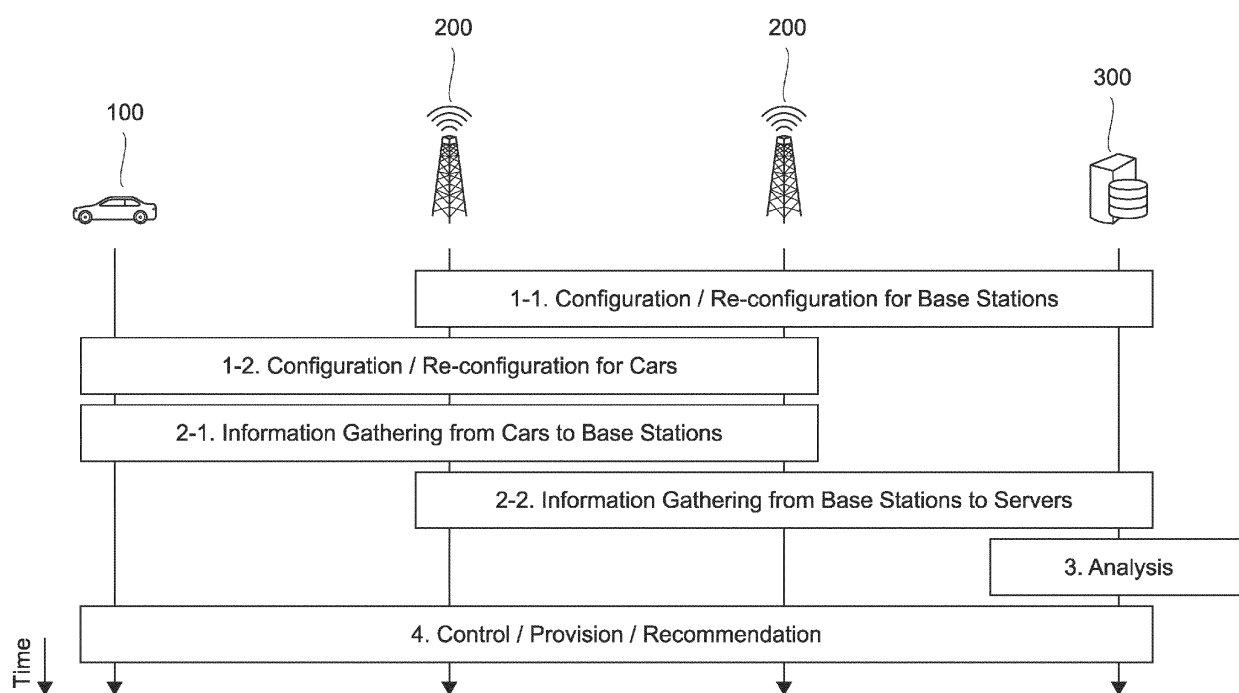 200
200
300
100
1-1. Configuration / Re-configuration for Base Stations
1-2. Configuration / Re-configuration for Cars
2-1. Information Gathering from Cars to Base Stations
2-2. Information Gathering from Base Stations to Servers
3. Analysis
4. Control / Provision / Recommendation
Time